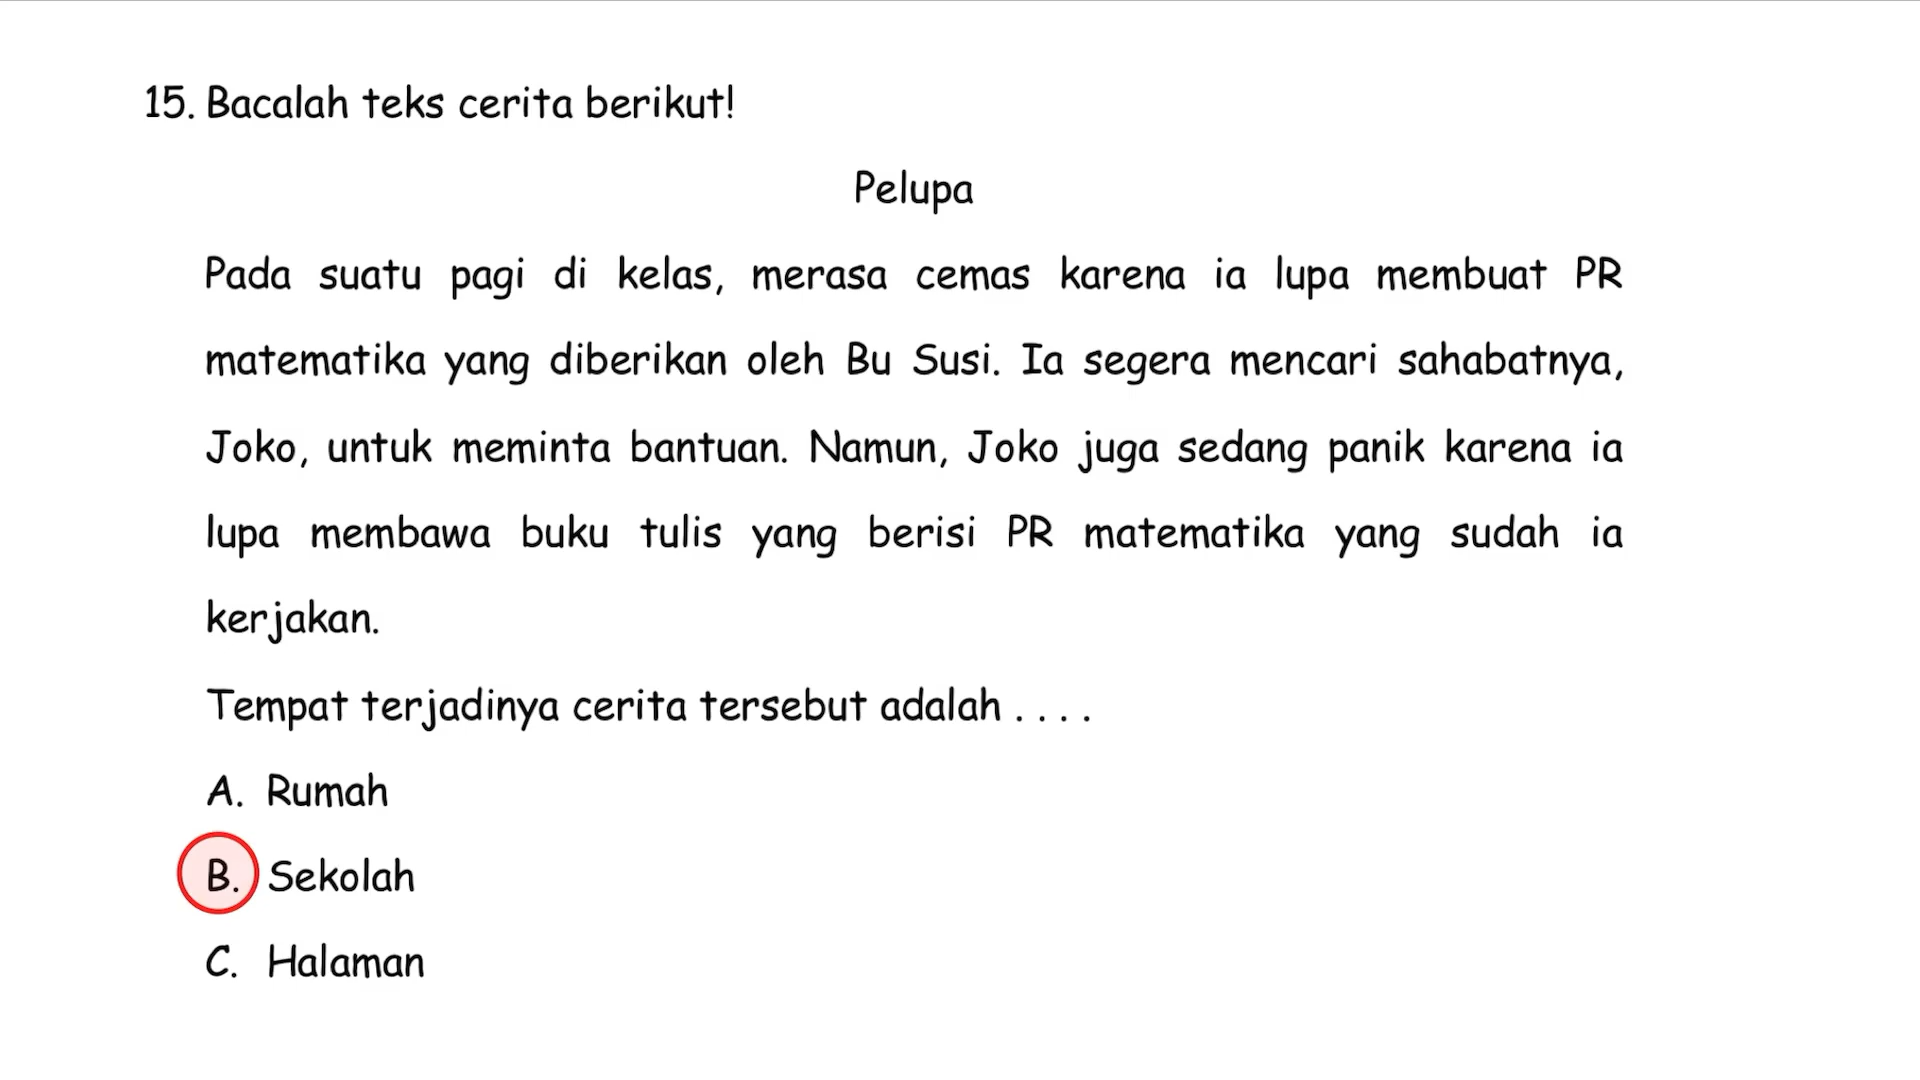 15. Bacalah teks cerita berikut!
Pelupa
Pada suatu pagi di kelas, merasa cemas karena ia lupa membuat PR
matematika yang diberikan oleh Bu Susi. Ia segera mencari sahabatnya,
Joko, untuk meminta bantuan. Namun, Joko juga sedang panik karena ia
lupa membawa buku tulis yang berisi PR matematika yang sudah ia
kerjakan.
Tempat terjadinya cerita tersebut adalah . . . .
A. Rumah
B. Sekolah
C. Halaman